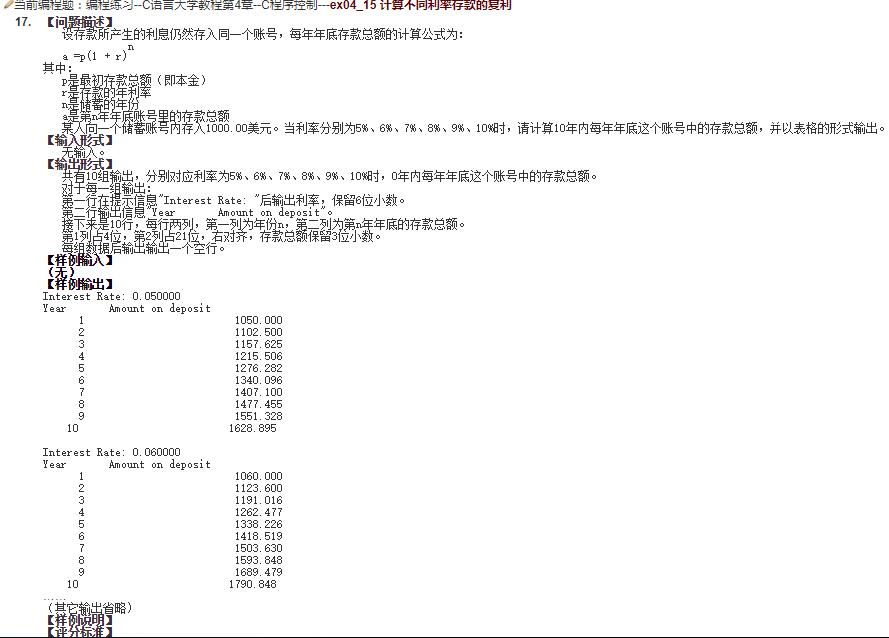 当前编程题：编程练习--C语言大学教程第4章--C程序控制---ex04_15 计算不同利率存款的复利
17. 【问题描述】
设存款所产生的利息仍然存入同一个账号，每年年底存款总额的计算公式为：
n
a =p(1 + r)
其中：
p是最初存款总额（即本金）
r是存款的年利率
n是储蓄的年份
a是第n年年底账号里的存款总额
某人向一个储蓄账号内存入1000.00美元。当利率分别为5%、6%、7%、8%、9%、10%时，请计算10年内每年年底这个账号中的存款总额，并以表格的形式输出。
【输入形式】
无输入。
【输出形式】
共有10组输出，分别对应利率为5%、6%、7%、8%、9%、10%时，0年内每年年底这个账号中的存款总额。
对于每一组输出：
第一行在提示信息"Interest Rate: "后输出利率，保留6位小数。
第二行输出信息"Year      Amount on deposit"。
接下来是10行，每行两列，第一列为年份n，第二列为第n年年底的存款总额。
第1列占4位，第2列占21位，右对齐，存款总额保留3位小数。
每组数据后输出输出一个空行。
【样例输入】
（无）
【样例输出】
Interest Rate: 0.050000
Year      Amount on deposit
1 1050.000
2 1102.500
3 1157.625
4 1215.506
5 1276.282
6 1340.096
7 1407.100
8 1477.455
9 1551.328
10 1628.895
Interest Rate: 0.060000
Year      Amount on deposit
1 1060.000
2 1123.600
3 1191.016
4 1262.477
5 1338.226
6 1418.519
7 1503.630
8 1593.848
9 1689.479
10 1790.848
……
（其它输出省略）
【样例说明】
【评分标准】